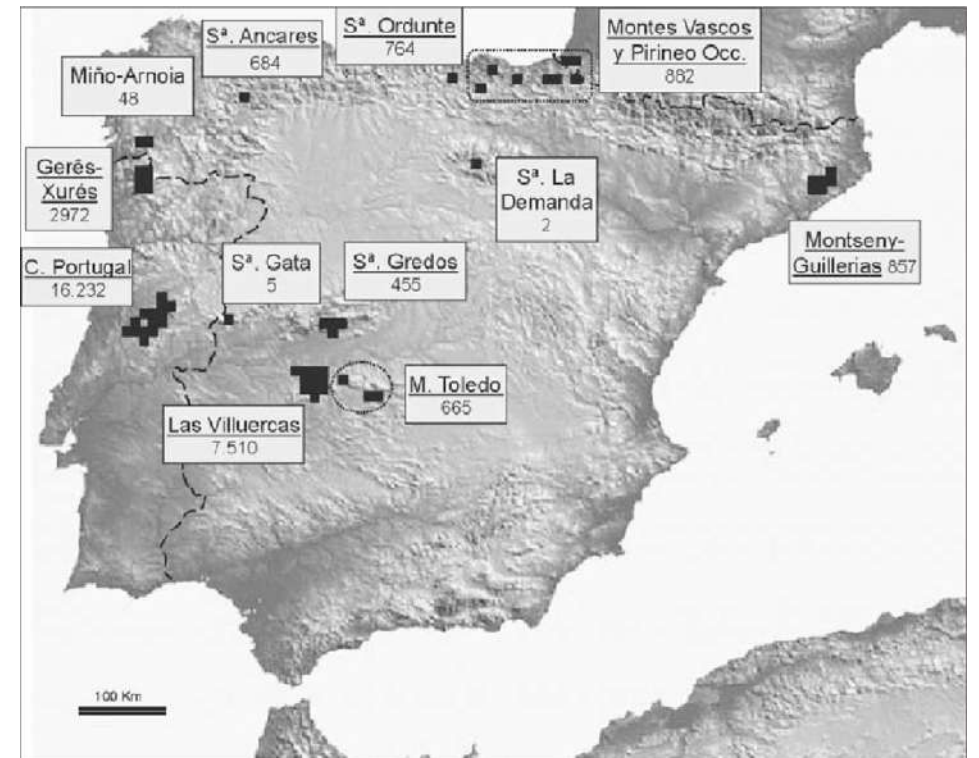 Sª. Ancares
684
Sª. Ordunte
764
Montes Vascos
y Pirineo Occ.
882
Miño-Arnoia
48
Gerês-
Xurés
2972
Sª. La
Demanda
2
C. Portugal
16.232
Sª. Gata
5
Sª. Gredos
455
Montseny-
Guillerias 857
M. Toledo
665
Las Villuercas
7.510
100 Km